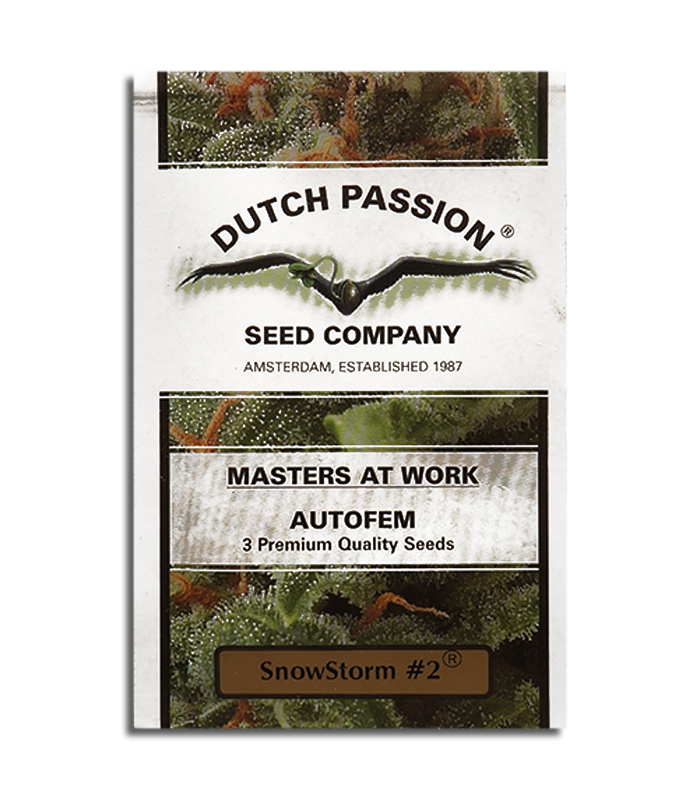 DUTCH PASSION ®
SEED COMPANY
AMSTERDAM, ESTABLISHED 1987
MASTERS AT WORK
AUTOFEM
3 Premium Quality Seeds
SnowStorm #2®